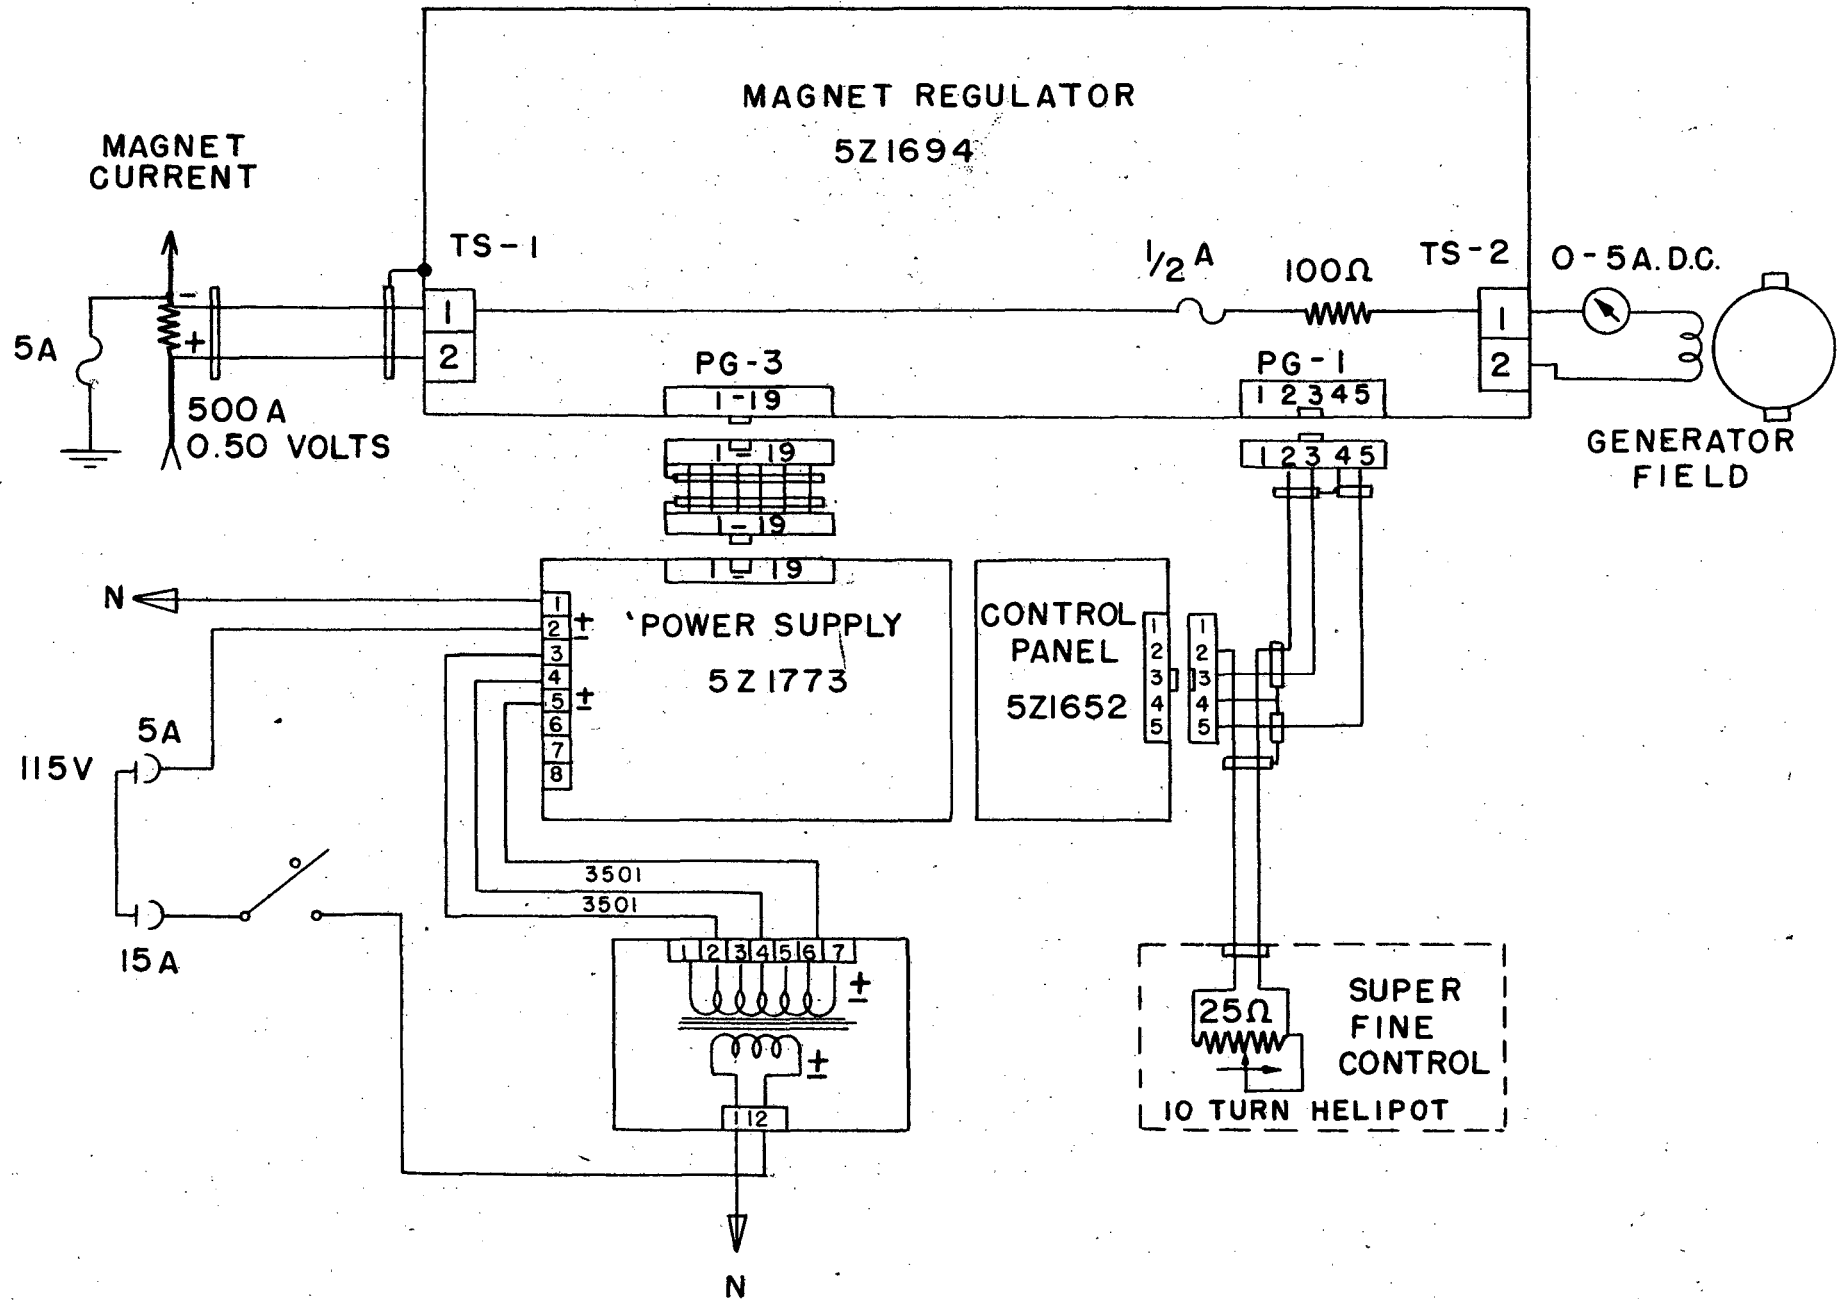 MAGNET REGULATOR
5Z1694
MAGNET
CURRENT
TS-1
1/2 A
100Ω
TS-2
0-5A.D.C.
-
+
5A
1
2
1
2
500A
0.50 VOLTS
PG-3
1-19
1-19
1-19
1-19
PG-1
1 2 3 4 5
1 2 3 4 5
GENERATOR
FIELD
N
1
2
3
4
5
6
7
8
±
±
POWER SUPPLY
5Z1773
CONTROL
PANEL
5Z1652
1
2
3
4
5
1
2
3
4
5
5A
115V
15A
3501
3501
1 2 3 4 5 6 7
±
±
1 2
N
25Ω
SUPER
FINE
CONTROL
10 TURN HELIPOT